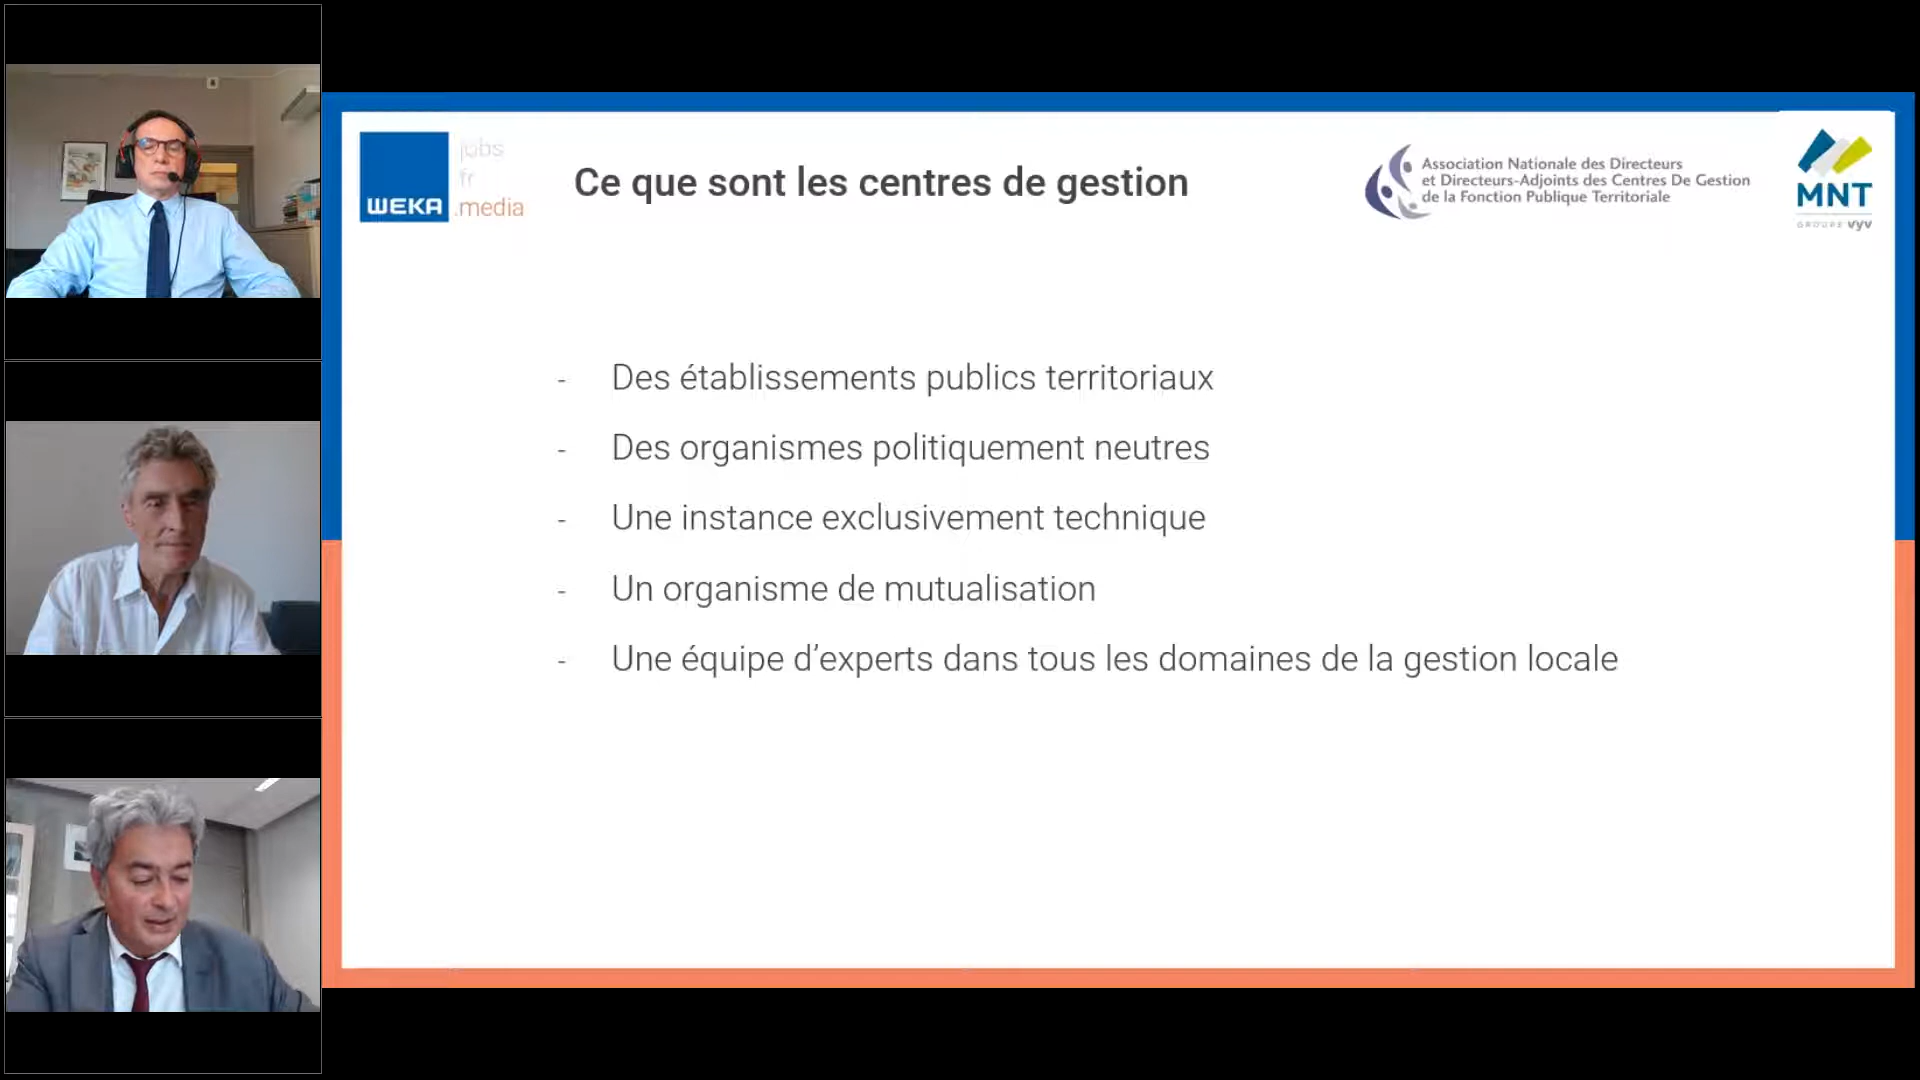 jobs
fr
WEKA .media
Ce que sont les centres de gestion
Association Nationale des Directeurs
et Directeurs-Adjoints des Centres De Gestion
de la Fonction Publique Territoriale
MNT
GROUPE vyv
- Des établissements publics territoriaux
- Des organismes politiquement neutres
- Une instance exclusivement technique
- Un organisme de mutualisation
- Une équipe d’experts dans tous les domaines de la gestion locale